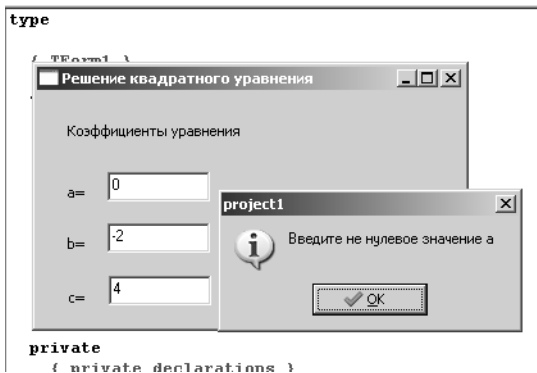 type
{ TForm1 }
Решение квадратного уравнения
Коэффициенты уравнения
a= 0
project1
b= -2
Введите не нулевое значение a
c= 4
OK
private
{ private declarations }